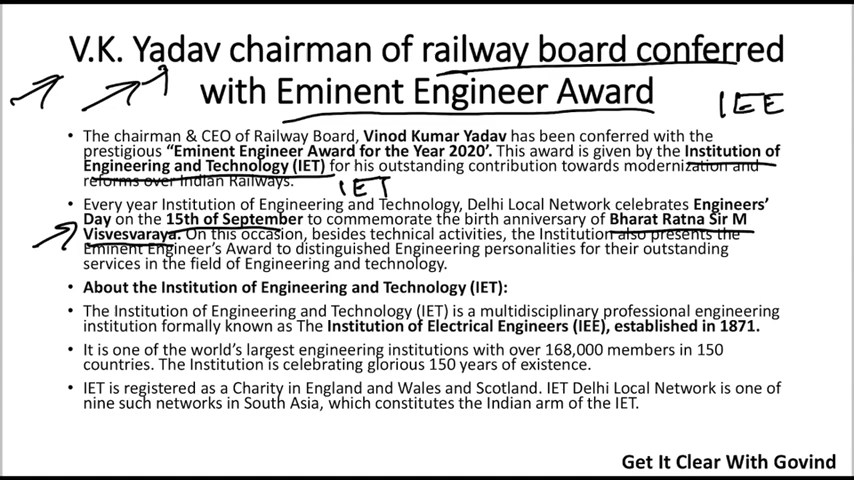 V.K. Yadav chairman of railway board conferred
with Eminent Engineer Award
IEE
• The chairman & CEO of Railway Board, Vinod Kumar Yadav has been conferred with the
prestigious "Eminent Engineer Award for the Year 2020'. This award is given by the Institution of
Engineering and Technology (IET) for his outstanding contribution towards modernization and
reforms over Indian Railways.
IET
• Every year Institution of Engineering and Technology, Delhi Local Network celebrates Engineers'
Day on the 15th of September to commemorate the birth anniversary of Bharat Ratna Sir M
Visvesvaraya. On this occasion, besides technical activities, the Institution also presents the
Eminent Engineer's Award to distinguished Engineering personalities for their outstanding
services in the field of Engineering and technology.
• About the Institution of Engineering and Technology (IET):
• The Institution of Engineering and Technology (IET) is a multidisciplinary professional engineering
institution formally known as The Institution of Electrical Engineers (IEE), established in 1871.
• It is one of the world's largest engineering institutions with over 168,000 members in 150
countries. The Institution is celebrating glorious 150 years of existence.
• IET is registered as a Charity in England and Wales and Scotland. IET Delhi Local Network is one of
nine such networks in South Asia, which constitutes the Indian arm of the IET.
Get It Clear With Govind